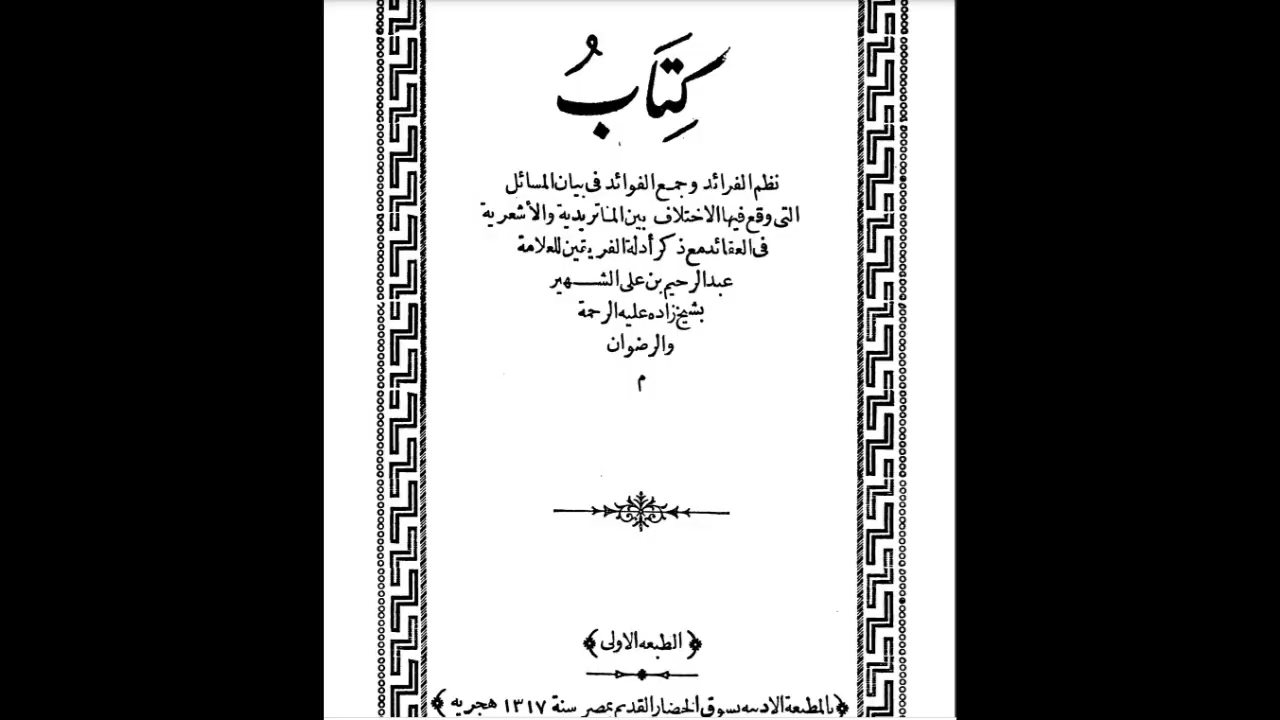 كِتَابُ
نظم الفرائد وجمع الفوائد فى بيان المسائل
التى وقع فيها الاختلاف بين الماتريدية والأشعرية
فى العقائد مع ذكر أدلة الفريقين للعلامة
عبد الرحيم بن على الشهير
بشيخ زاده عليه الرحمة
والرضوان
م
﴿ الطبعه الاولى ﴾
﴿ بالمطبعة الادبيه بسوق الخضار القديم بمصر سنة ١٣١٧ هجريه ﴾